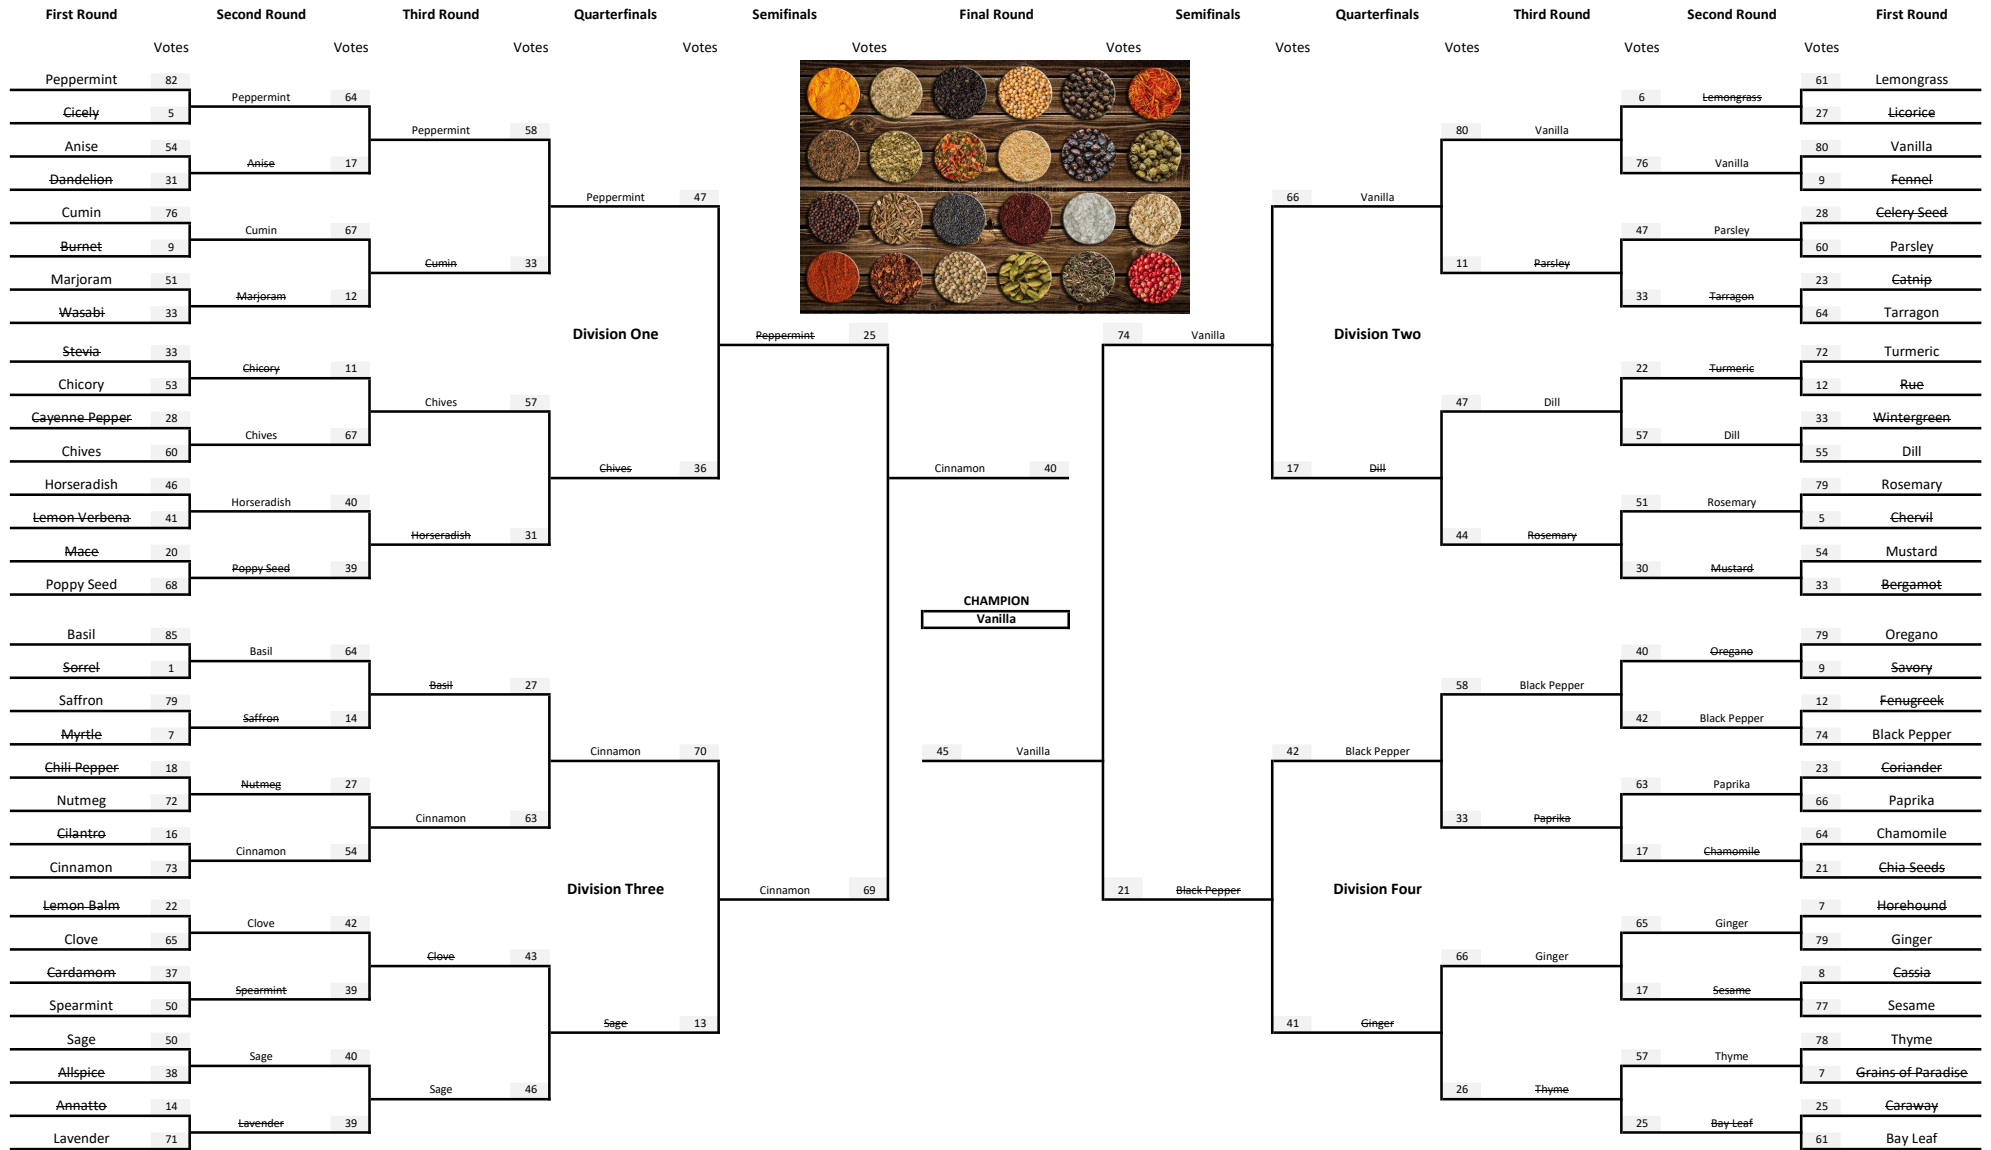 First Round Second Round Third Round Quarterfinals Semifinals Final Round Semifinals Quarterfinals Third Round Second Round First Round
Votes Votes Votes Votes Votes Votes Votes Votes Votes Votes
Peppermint 82 61 Lemongrass
Peppermint 64 6 Lemongrass
Cicely 5 27 Licorice
Peppermint 58 80 Vanilla
Anise 54 80 Vanilla
Anise 17 76 Vanilla
Dandelion 31 9 Fennel
Peppermint 47 66 Vanilla
Cumin 76 28 Celery Seed
Cumin 67 47 Parsley
Burnet 9 60 Parsley
Cumin 33 11 Parsley
Marjoram 51 23 Catnip
Marjoram 12 33 Tarragon
Wasabi 33 64 Tarragon
Division One Peppermint 25 74 Vanilla Division Two
Stevia 33 72 Turmeric
Chicory 11 22 Turmeric
Chicory 53 12 Rue
Chives 57 47 Dill
Cayenne Pepper 28 33 Wintergreen
Chives 67 57 Dill
Chives 60 55 Dill
Chives 36 Cinnamon 40 17 Dill
Horseradish 46 79 Rosemary
Horseradish 40 51 Rosemary
Lemon Verbena 41 5 Chervil
Horseradish 31 44 Rosemary
Mace 20 54 Mustard
Poppy Seed 39 30 Mustard
Poppy Seed 68 33 Bergamot
CHAMPION
Vanilla
Basil 85 79 Oregano
Basil 64 40 Oregano
Sorrel 1 9 Savory
Basil 27 58 Black Pepper
Saffron 79 12 Fenugreek
Saffron 14 42 Black Pepper
Myrtle 7 74 Black Pepper
Cinnamon 70 45 Vanilla 42 Black Pepper
Chili Pepper 18 23 Coriander
Nutmeg 27 63 Paprika
Nutmeg 72 66 Paprika
Cinnamon 63 33 Paprika
Cilantro 16 64 Chamomile
Cinnamon 54 17 Chamomile
Cinnamon 73 21 Chia Seeds
Division Three Cinnamon 69 21 Black Pepper Division Four
Lemon Balm 22 7 Horehound
Clove 42 65 Ginger
Clove 65 79 Ginger
Clove 43 66 Ginger
Cardamom 37 8 Cassia
Spearmint 39 17 Sesame
Spearmint 50 77 Sesame
Sage 13 41 Ginger
Sage 50 78 Thyme
Sage 40 57 Thyme
Allspice 38 7 Grains of Paradise
Sage 46 26 Thyme
Annatto 14 25 Caraway
Lavender 39 25 Bay Leaf
Lavender 71 61 Bay Leaf